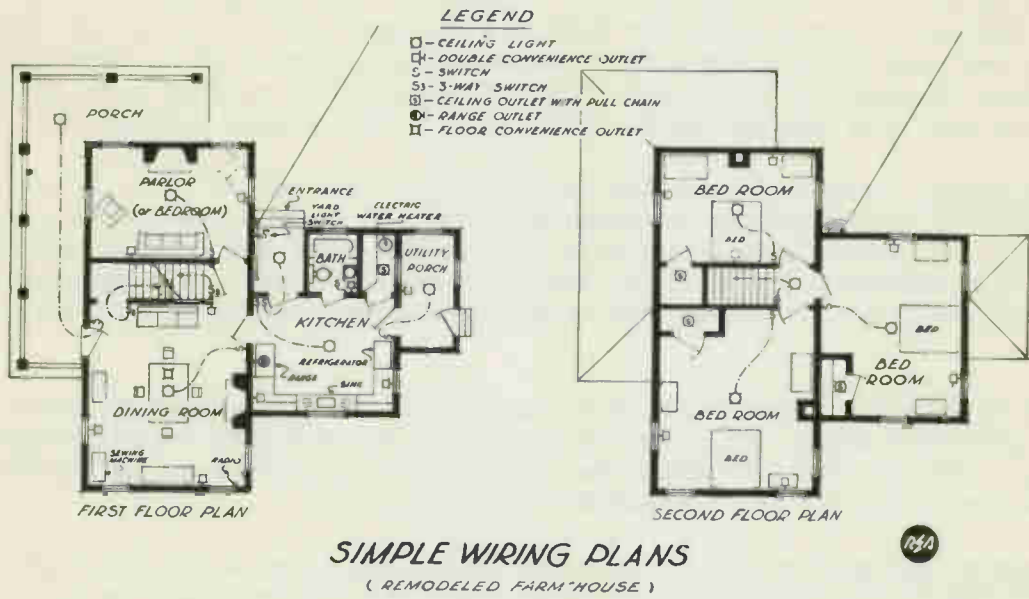 LEGEND
- CEILING LIGHT
- DOUBLE CONVENIENCE OUTLET
S - SWITCH
S3 - 3-WAY SWITCH
S - CEILING OUTLET WITH PULL CHAIN
- RANGE OUTLET
- FLOOR CONVENIENCE OUTLET
PORCH
PARLOR
(or BEDROOM)
ENTRANCE
YARD
LIGHT
SWITCH
ELECTRIC
WATER HEATER
BATH
UTILITY
PORCH
KITCHEN
REFRIGERATOR
RANGE
SINK
DINING ROOM
SEWING
MACHINE
RADIO
FIRST FLOOR PLAN
BED ROOM
BED
BED
BED
ROOM
BED ROOM
BED
SECOND FLOOR PLAN
SIMPLE WIRING PLANS
( REMODELED FARM HOUSE )
REA